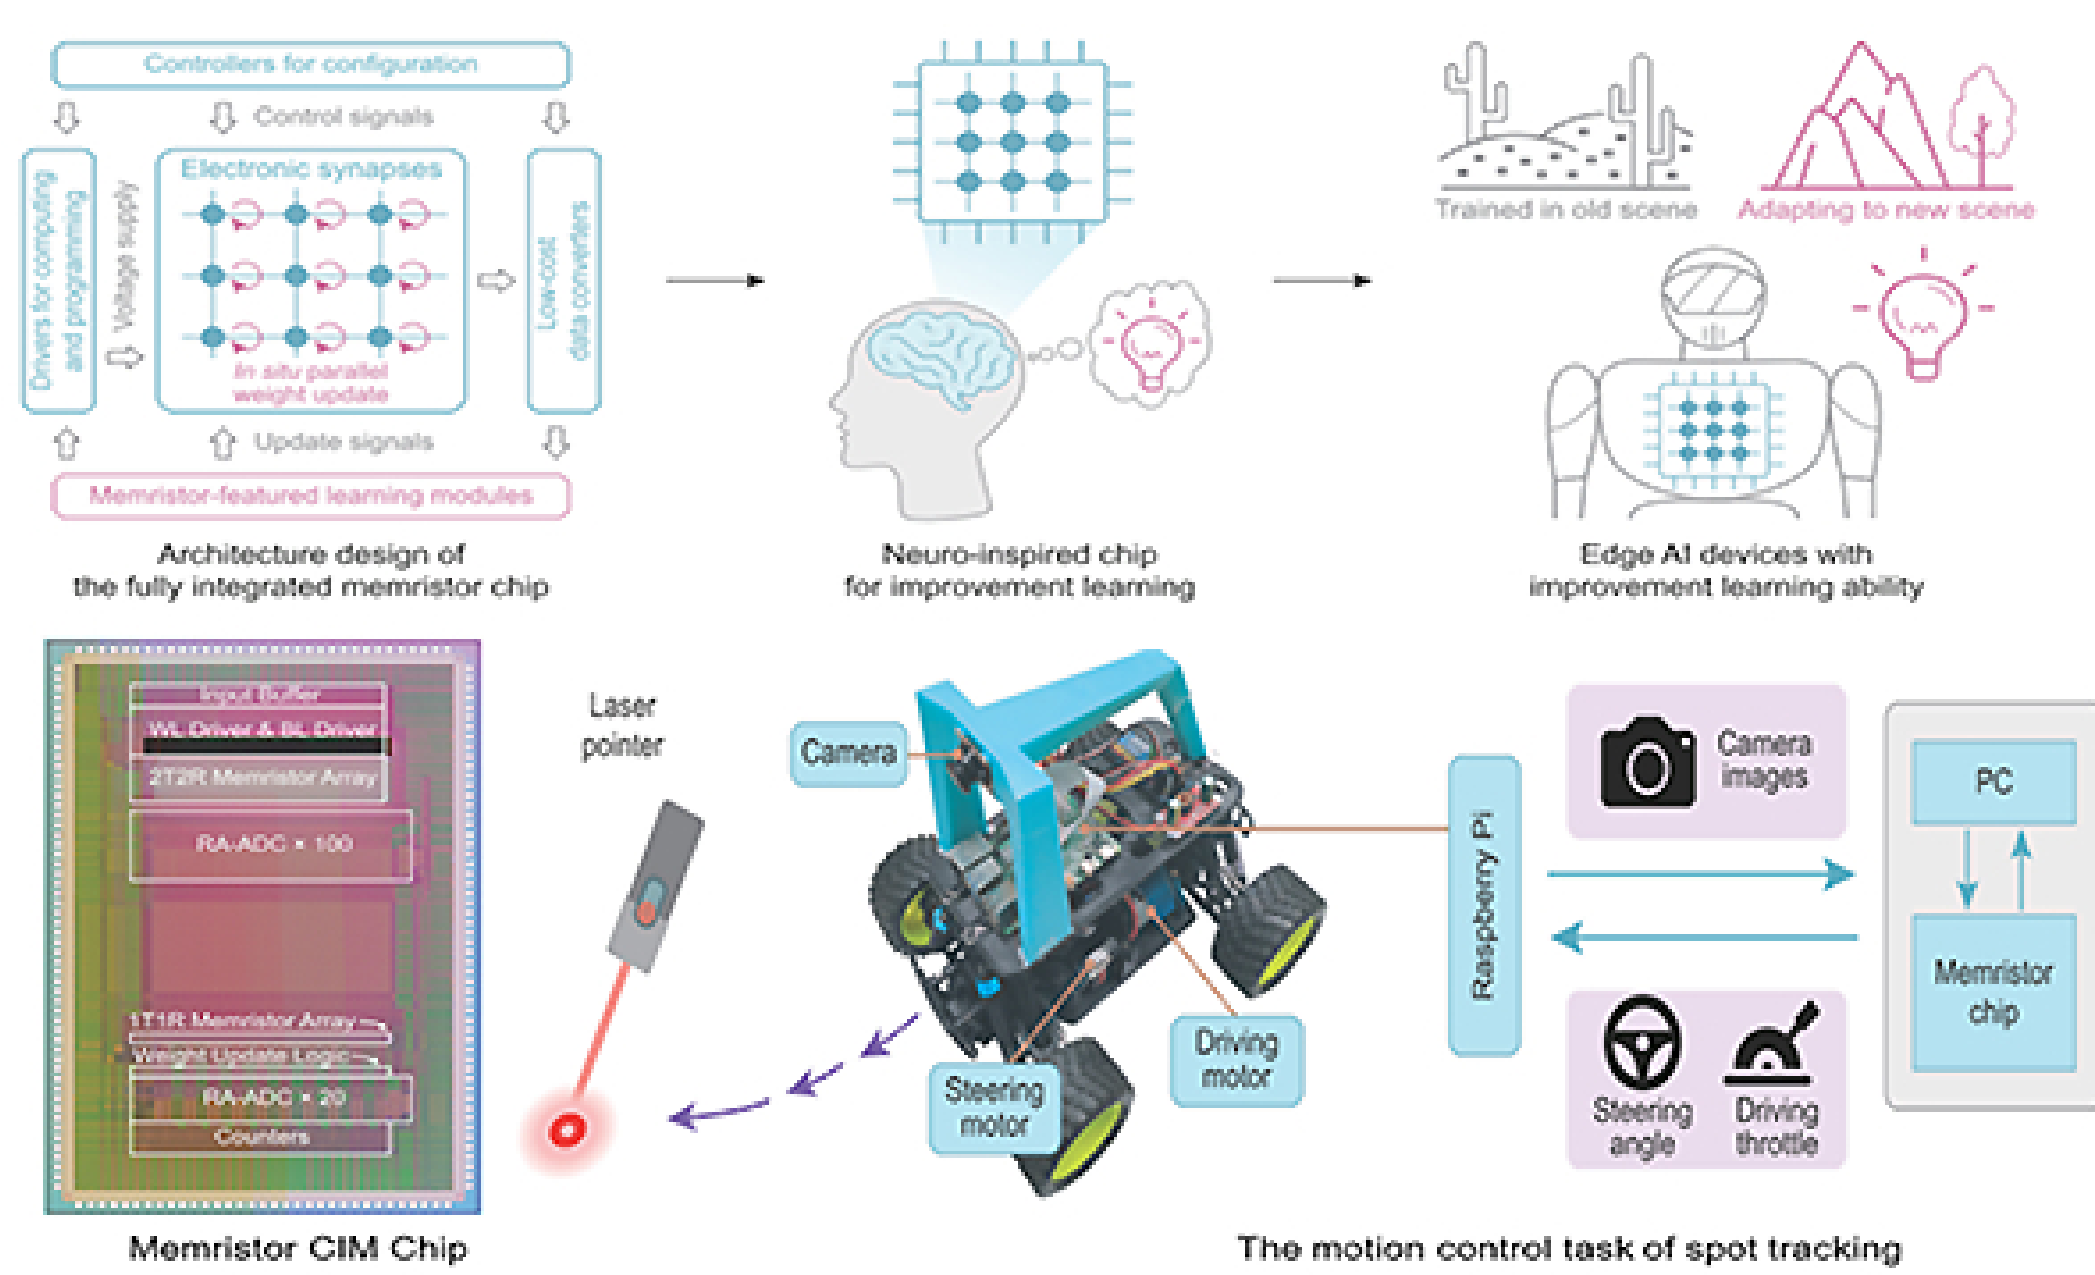 Controllers for configuration
Control signals
Drivers for computing
and programming
Voltage supply
Electronic synapses
In situ parallel
weight update
Low-cost
data converters
Update signals
Memristor-featured learning modules
Architecture design of
the fully integrated memristor chip
Neuro-inspired chip
for improvement learning
Trained in old scene
Adapting to new scene
Edge AI devices with
improvement learning ability
Input Buffer
WL Driver & BL Driver
2T2R Memristor Array
RA-ADC × 100
1T1R Memristor Array
Weight Update Logic
RA-ADC × 20
Counters
Memristor CIM Chip
Laser
pointer
Camera
Steering
motor
Driving
motor
Raspberry Pi
Camera
images
Steering
angle
Driving
throttle
PC
Memristor
chip
The motion control task of spot tracking